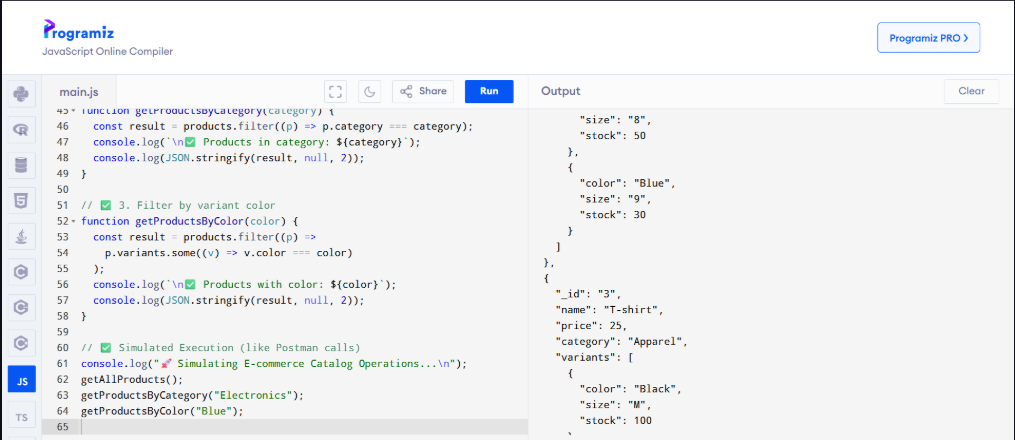 Programiz
JavaScript Online Compiler
Programiz PRO >
main.js
Share
Run
Output
Clear
45 function getProductsByCategory(category) {
46 const result = products.filter((p) => p.category === category);
47 console.log(`\n✅ Products in category: ${category}`);
48 console.log(JSON.stringify(result, null, 2));
49 }
50
51 // ✅ 3. Filter by variant color
52 function getProductsByColor(color) {
53 const result = products.filter((p) =>
54 p.variants.some((v) => v.color === color)
55 );
56 console.log(`\n✅ Products with color: ${color}`);
57 console.log(JSON.stringify(result, null, 2));
58 }
59
60 // ✅ Simulated Execution (like Postman calls)
61 console.log("🚀 Simulating E-commerce Catalog Operations...\n");
62 getAllProducts();
63 getProductsByCategory("Electronics");
64 getProductsByColor("Blue");
65
JS
TS
"size": "8",
"stock": 50
},
{
"color": "Blue",
"size": "9",
"stock": 30
}
]
},
{
"_id": "3",
"name": "T-shirt",
"price": 25,
"category": "Apparel",
"variants": [
{
"color": "Black",
"size": "M",
"stock": 100